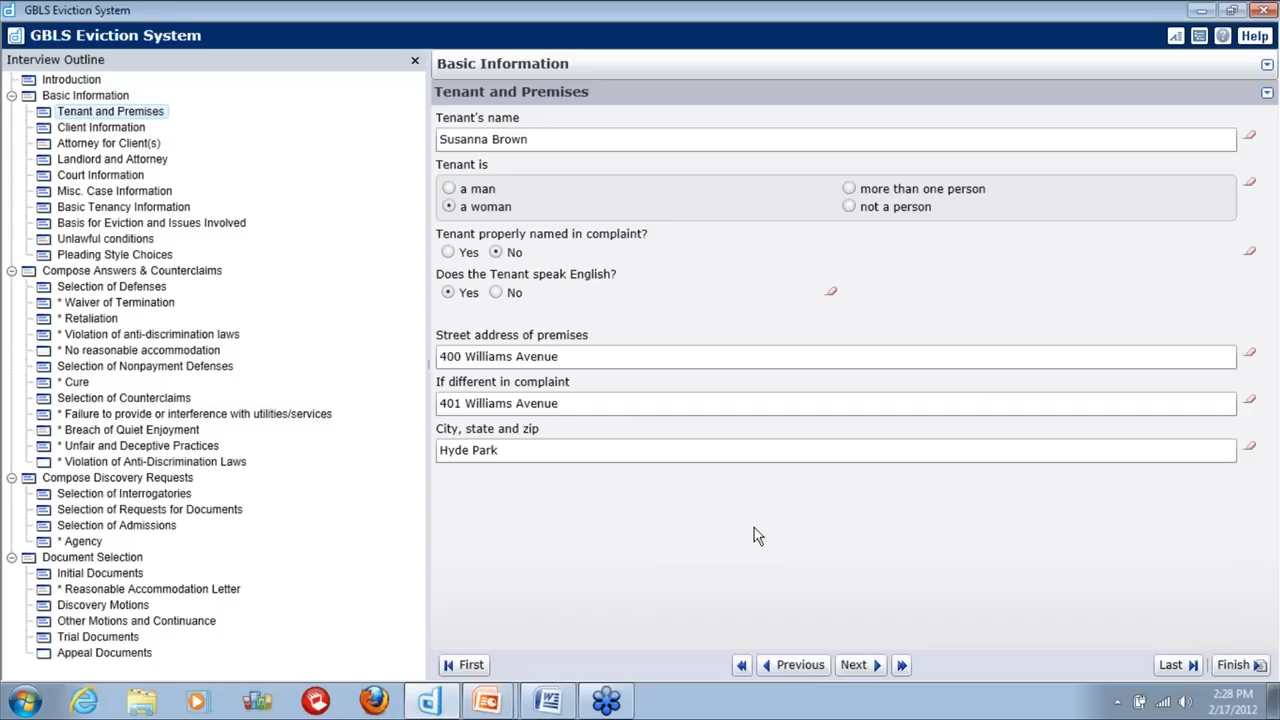 GBLS Eviction System
GBLS Eviction System
Help
Interview Outline
Introduction
Basic Information
Tenant and Premises
Client Information
Attorney for Client(s)
Landlord and Attorney
Court Information
Misc. Case Information
Basic Tenancy Information
Basis for Eviction and Issues Involved
Unlawful conditions
Pleading Style Choices
Compose Answers & Counterclaims
Selection of Defenses
* Waiver of Termination
* Retaliation
* Violation of anti-discrimination laws
* No reasonable accommodation
Selection of Nonpayment Defenses
* Cure
Selection of Counterclaims
* Failure to provide or interference with utilities/services
* Breach of Quiet Enjoyment
* Unfair and Deceptive Practices
* Violation of Anti-Discrimination Laws
Compose Discovery Requests
Selection of Interrogatories
Selection of Requests for Documents
Selection of Admissions
* Agency
Document Selection
Initial Documents
* Reasonable Accommodation Letter
Discovery Motions
Other Motions and Continuance
Trial Documents
Appeal Documents
Basic Information
Tenant and Premises
Tenant's name
Susanna Brown
Tenant is
a man
more than one person
a woman
not a person
Tenant properly named in complaint?
Yes No
Does the Tenant speak English?
Yes No
Street address of premises
400 Williams Avenue
If different in complaint
401 Williams Avenue
City, state and zip
Hyde Park
First
Previous
Next
Last
Finish
2:28 PM
2/17/2012